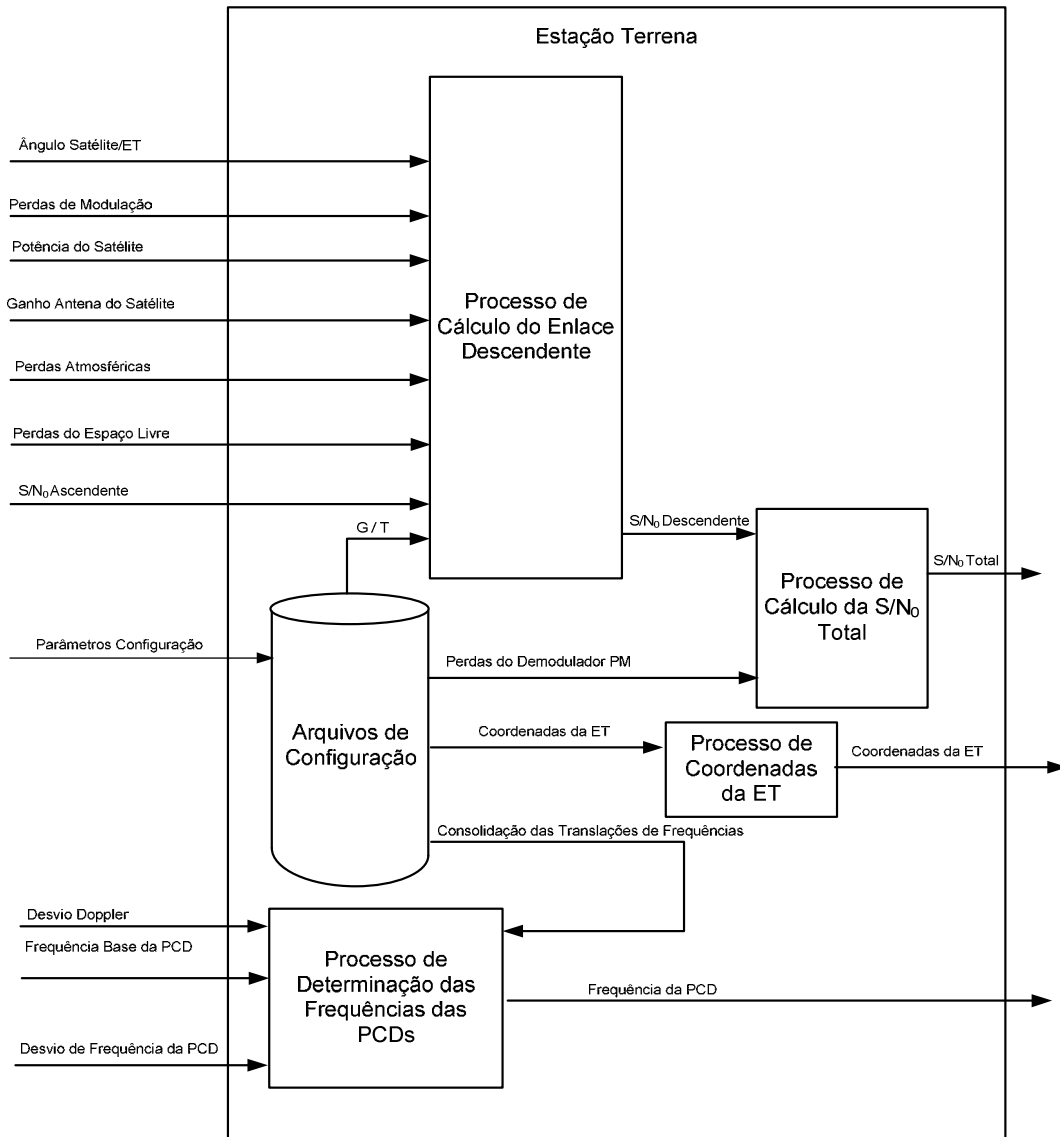 Estação Terrena
Ângulo Satélite/ET
Perdas de Modulação
Potência do Satélite
Ganho Antena do Satélite
Perdas Atmosféricas
Perdas do Espaço Livre
S/N₀ Ascendente
G / T
Processo de
Cálculo do Enlace
Descendente
S/N₀ Descendente
Processo de
Cálculo da S/N₀
Total
S/N₀ Total
Parâmetros Configuração
Arquivos de
Configuração
Perdas do Demodulador PM
Coordenadas da ET
Processo de
Coordenadas
da ET
Coordenadas da ET
Consolidação das Translações de Frequências
Desvio Doppler
Frequência Base da PCD
Desvio de Frequência da PCD
Processo de
Determinação das
Frequências das
PCDs
Frequência da PCD